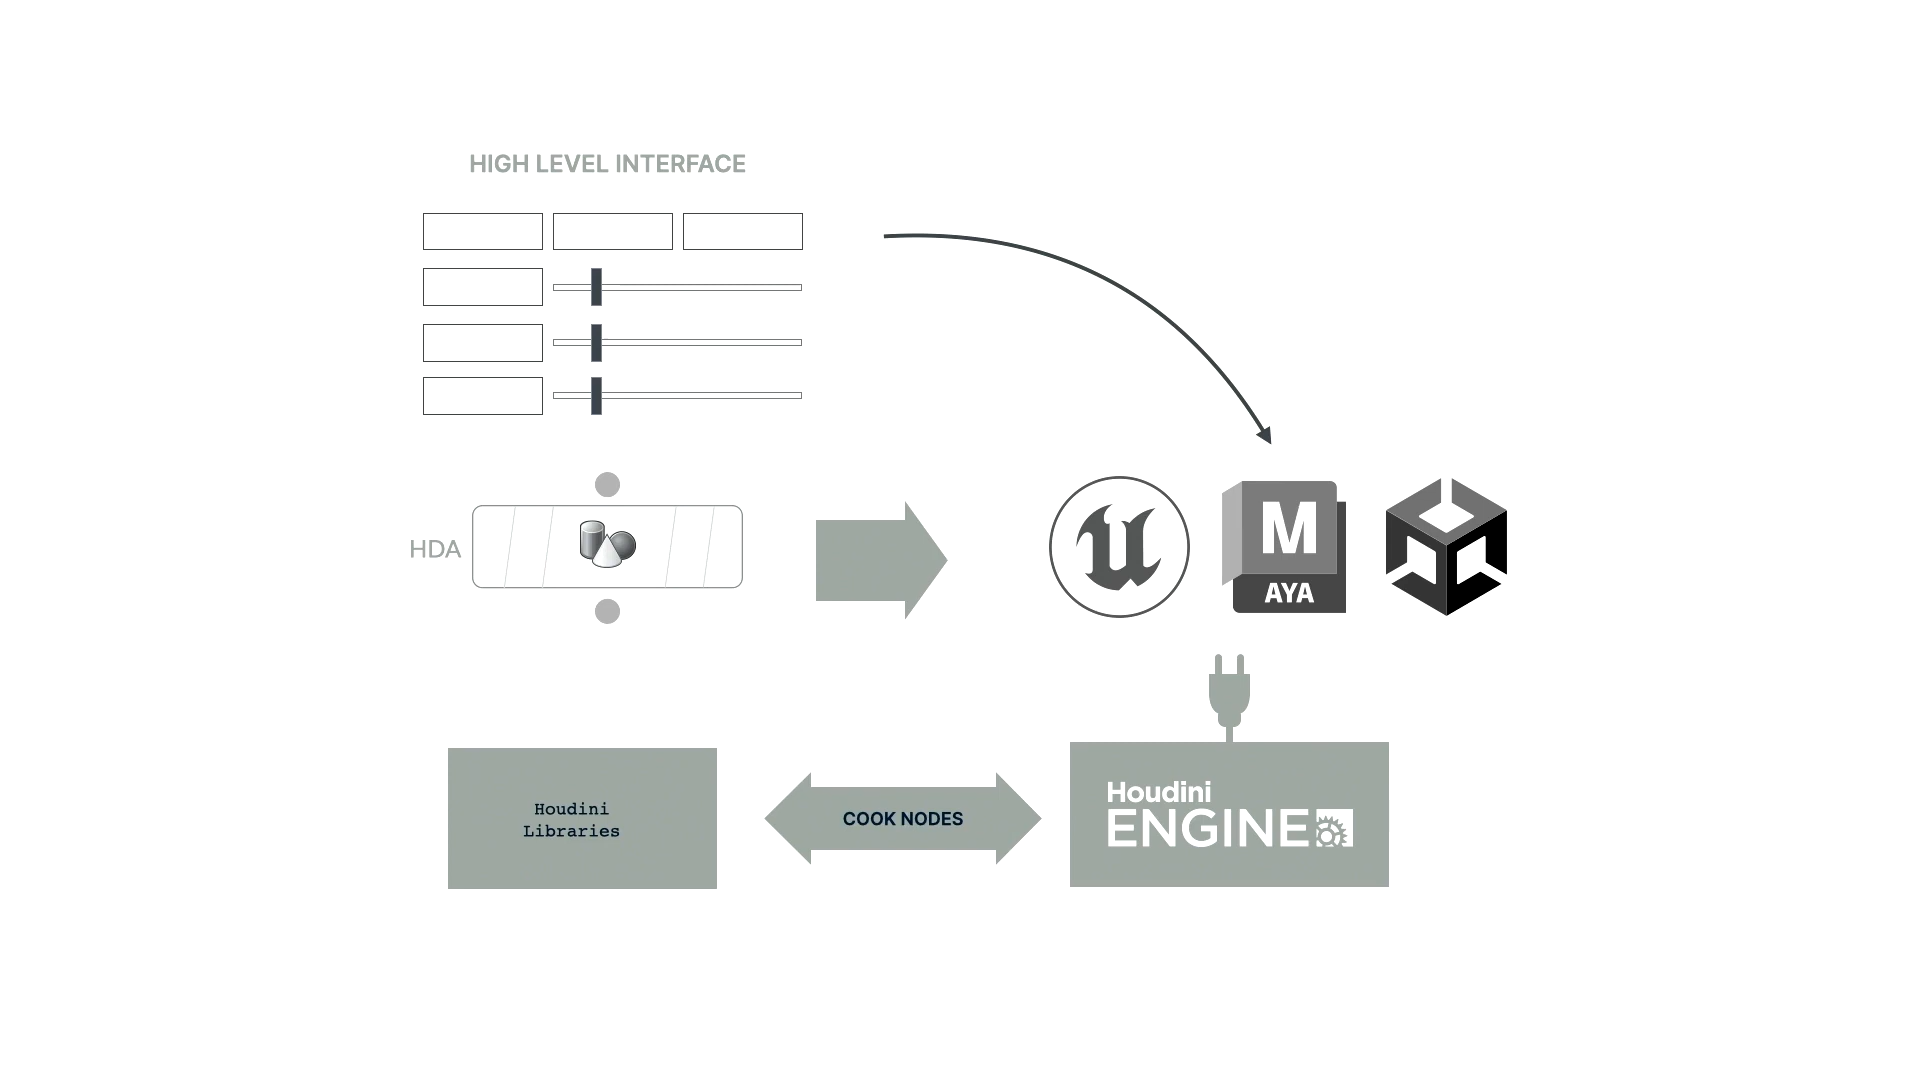 HIGH LEVEL INTERFACE
HDA
M
AYA
Houdini
Libraries
COOK NODES
Houdini
ENGINE